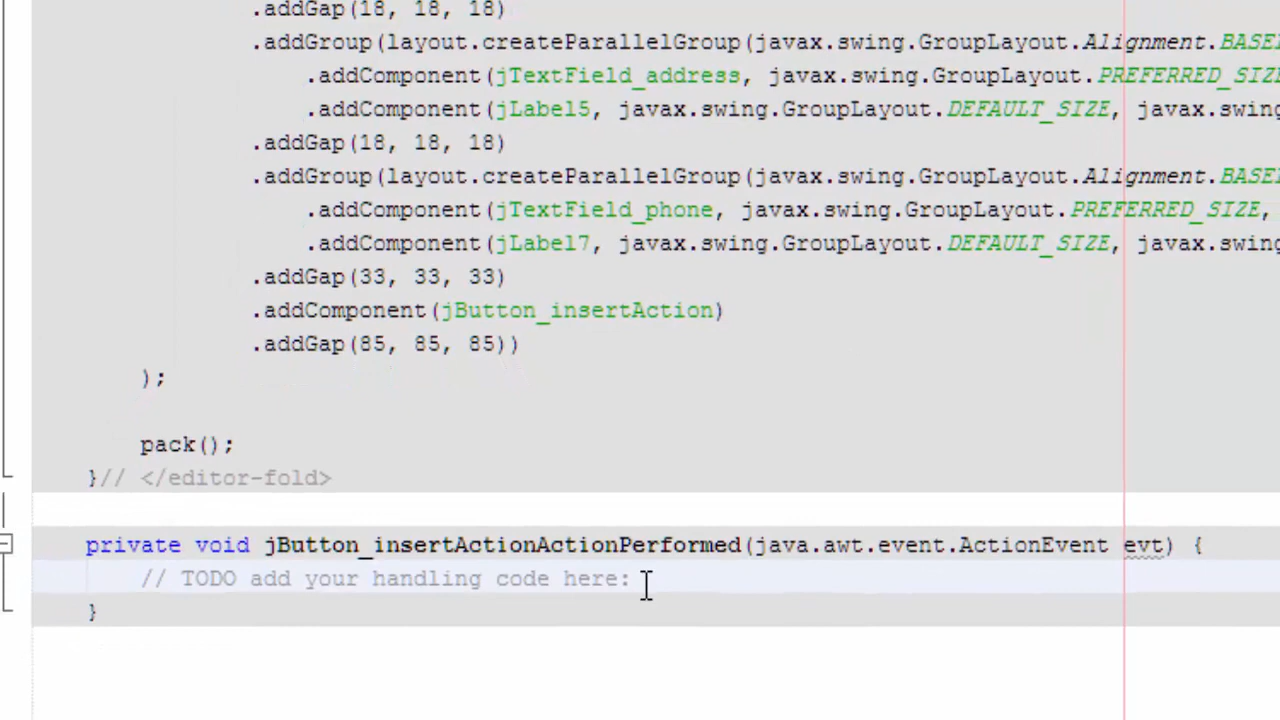 .addGap(18, 18, 18)
.addGroup(layout.createParallelGroup(javax.swing.GroupLayout.Alignment.BASE
.addComponent(jTextField_address, javax.swing.GroupLayout.PREFERRED_SIZE
.addComponent(jLabel5, javax.swing.GroupLayout.DEFAULT_SIZE, javax.swing
.addGap(18, 18, 18)
.addGroup(layout.createParallelGroup(javax.swing.GroupLayout.Alignment.BASE
.addComponent(jTextField_phone, javax.swing.GroupLayout.PREFERRED_SIZE,
.addComponent(jLabel7, javax.swing.GroupLayout.DEFAULT_SIZE, javax.swing
.addGap(33, 33, 33)
.addComponent(jButton_insertAction)
.addGap(85, 85, 85))
);
pack();
}// </editor-fold>
private void jButton_insertActionActionPerformed(java.awt.event.ActionEvent evt) {
// TODO add your handling code here:
}